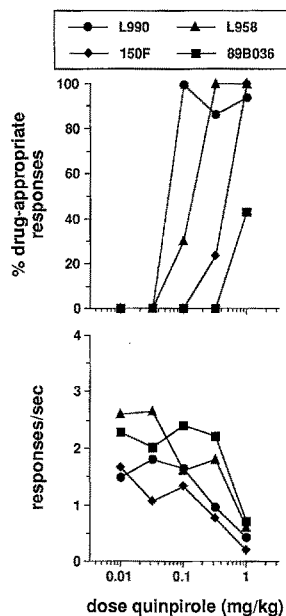 L990 L958
150F 89B036
% drug-appropriate
responses
100
80
60
40
20
0
responses/sec
4
3
2
1
0
0.01 0.1 1
dose quinpirole (mg/kg)